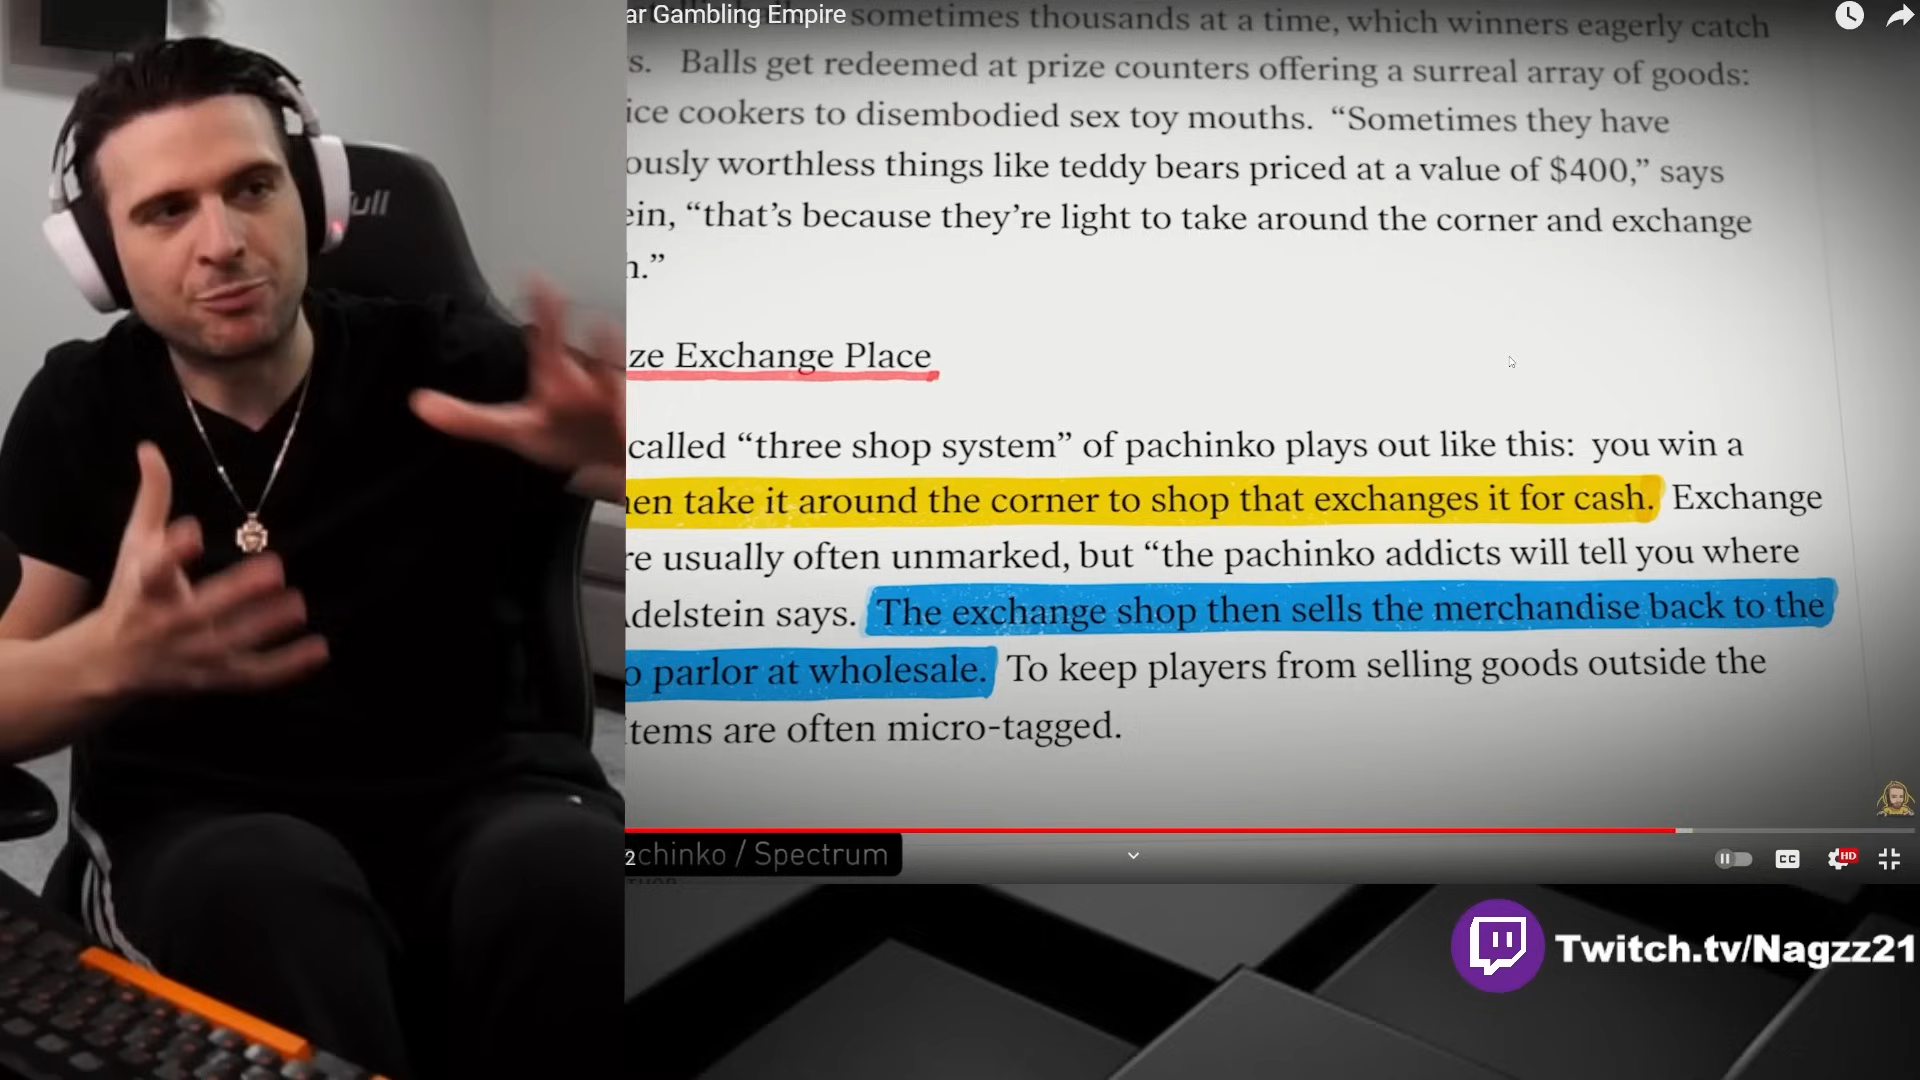 ar Gambling Empire
sometimes thousands at a time, which winners eagerly catch
s. Balls get redeemed at prize counters offering a surreal array of goods:
ice cookers to disembodied sex toy mouths. “Sometimes they have
ously worthless things like teddy bears priced at a value of $400,” says
ein, “that’s because they’re light to take around the corner and exchange
h.”
ze Exchange Place
called “three shop system” of pachinko plays out like this: you win a
hen take it around the corner to shop that exchanges it for cash. Exchange
re usually often unmarked, but “the pachinko addicts will tell you where
delstein says. The exchange shop then sells the merchandise back to the
o parlor at wholesale. To keep players from selling goods outside the
items are often micro-tagged.
2
chinko / Spectrum
CC
HD
Twitch.tv/Nagzz21